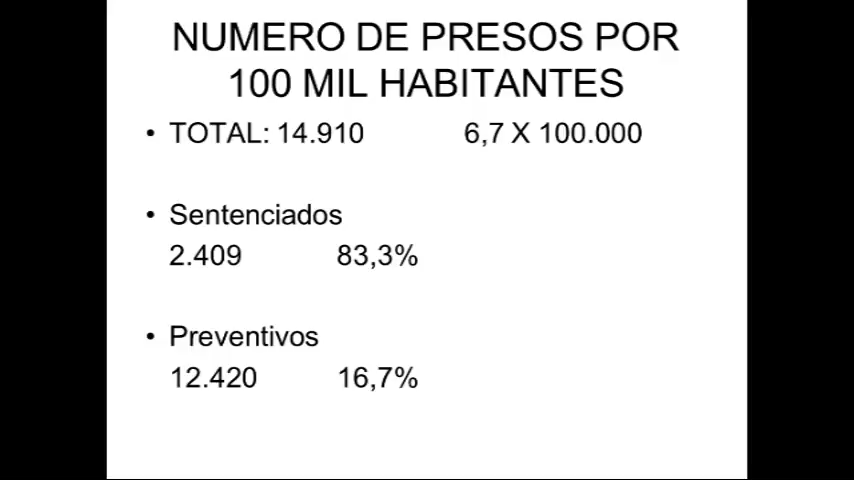 NUMERO DE PRESOS POR
100 MIL HABITANTES
• TOTAL: 14.910 6,7 X 100.000
• Sentenciados
2.409 83,3%
• Preventivos
12.420 16,7%